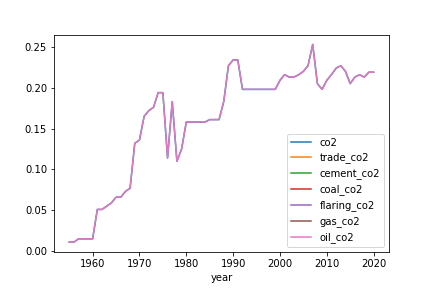 0.25
0.20
0.15
0.10
0.05
0.00
co2
trade_co2
cement_co2
coal_co2
flaring_co2
gas_co2
oil_co2
1960 1970 1980 1990 2000 2010 2020
year